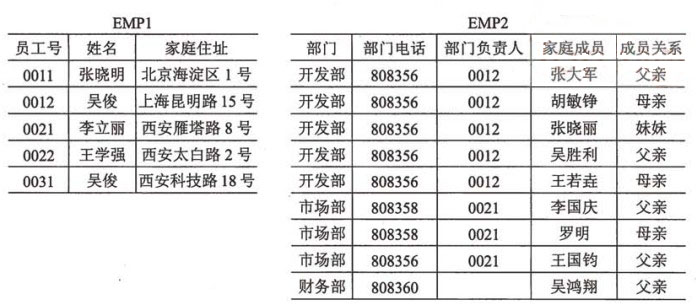 EMP1
员工号 姓名 家庭住址
0011 张晓明 北京海淀区1号
0012 吴俊 上海昆明路15号
0021 李立丽 西安雁塔路8号
0022 王学强 西安太白路2号
0031 吴俊 西安科技路18号
EMP2
部门 部门电话 部门负责人 家庭成员 成员关系
开发部 808356 0012 张大军 父亲
开发部 808356 0012 胡敏铮 母亲
开发部 808356 0012 张晓丽 妹妹
开发部 808356 0012 吴胜利 父亲
开发部 808356 0012 王若垚 母亲
市场部 808358 0021 李国庆 父亲
市场部 808358 0021 罗明 母亲
市场部 808356 0021 王国钧 父亲
财务部 808360 吴鸿翔 父亲